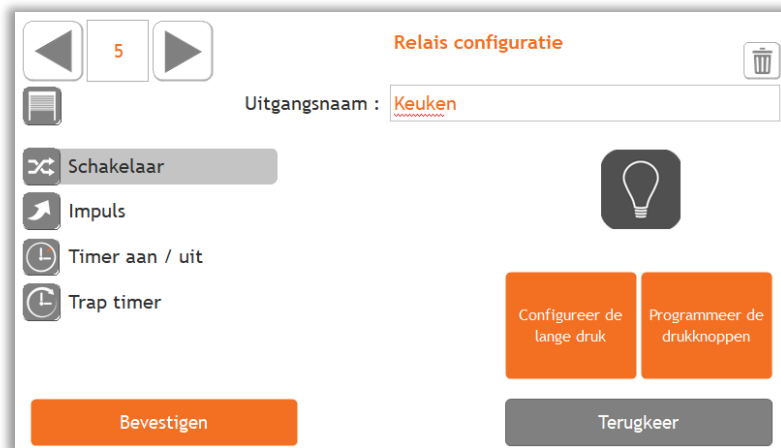 5
Relais configuratie
Uitgangsnaam :
Keuken
Schakelaar
Impuls
Timer aan / uit
Trap timer
Configureer de
lange druk
Programmeer de
drukknoppen
Bevestigen
Terugkeer